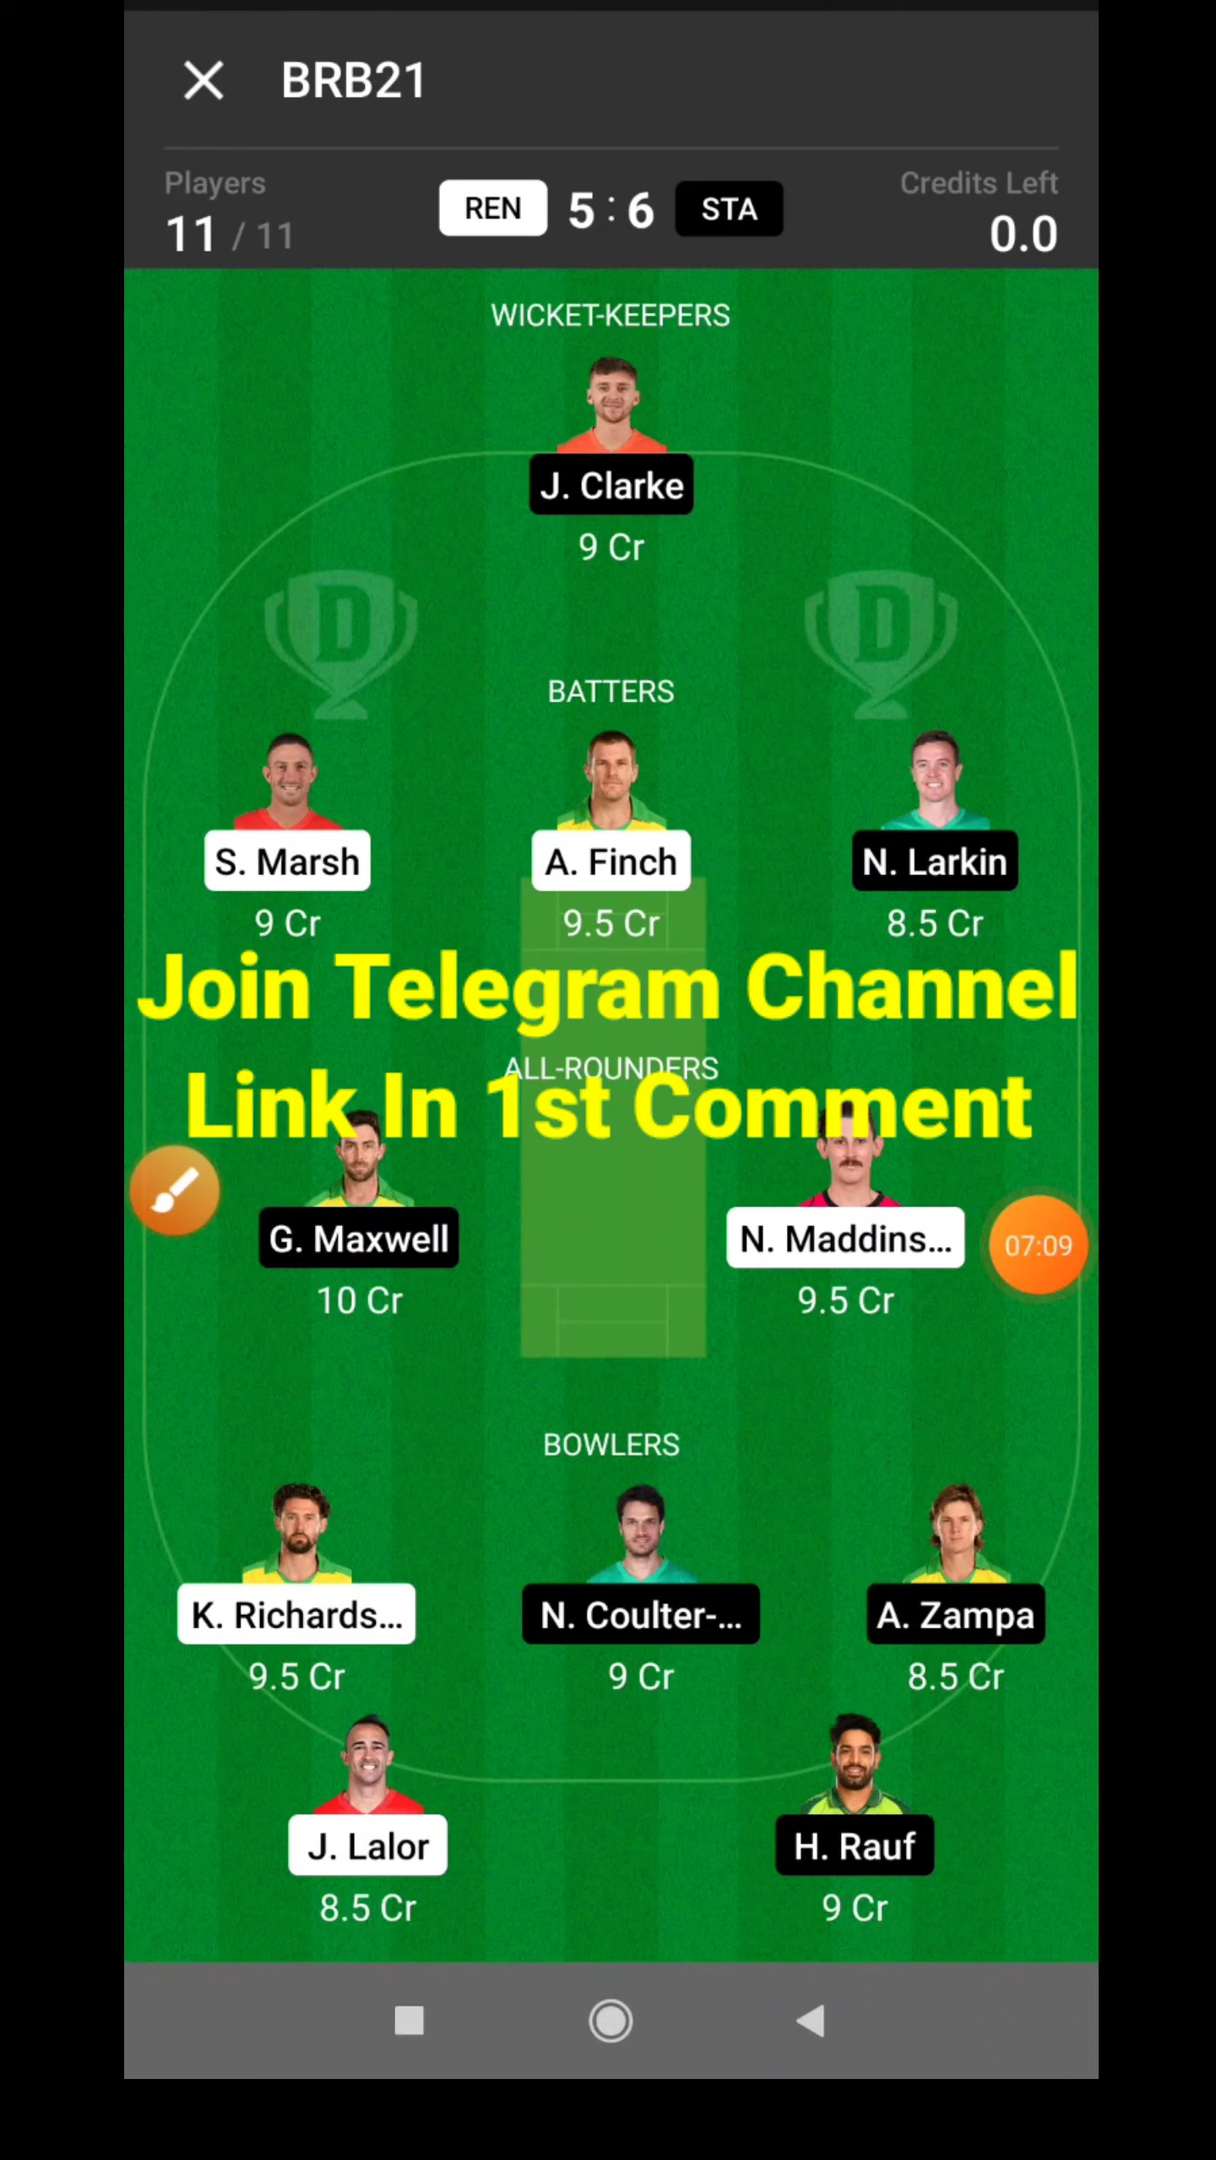 BRB21
Players
Credits Left
11 / 11
REN 5 : 6 STA
0.0
WICKET-KEEPERS
J. Clarke
9 Cr
D D
BATTERS
S. Marsh A. Finch N. Larkin
9 Cr 9.5 Cr 8.5 Cr
Join Telegram Channel
ALL-ROUNDERS
Link In 1st Comment
G. Maxwell N. Maddins...
07:09
10 Cr 9.5 Cr
BOWLERS
K. Richards... N. Coulter-... A. Zampa
9.5 Cr 9 Cr 8.5 Cr
J. Lalor H. Rauf
8.5 Cr 9 Cr